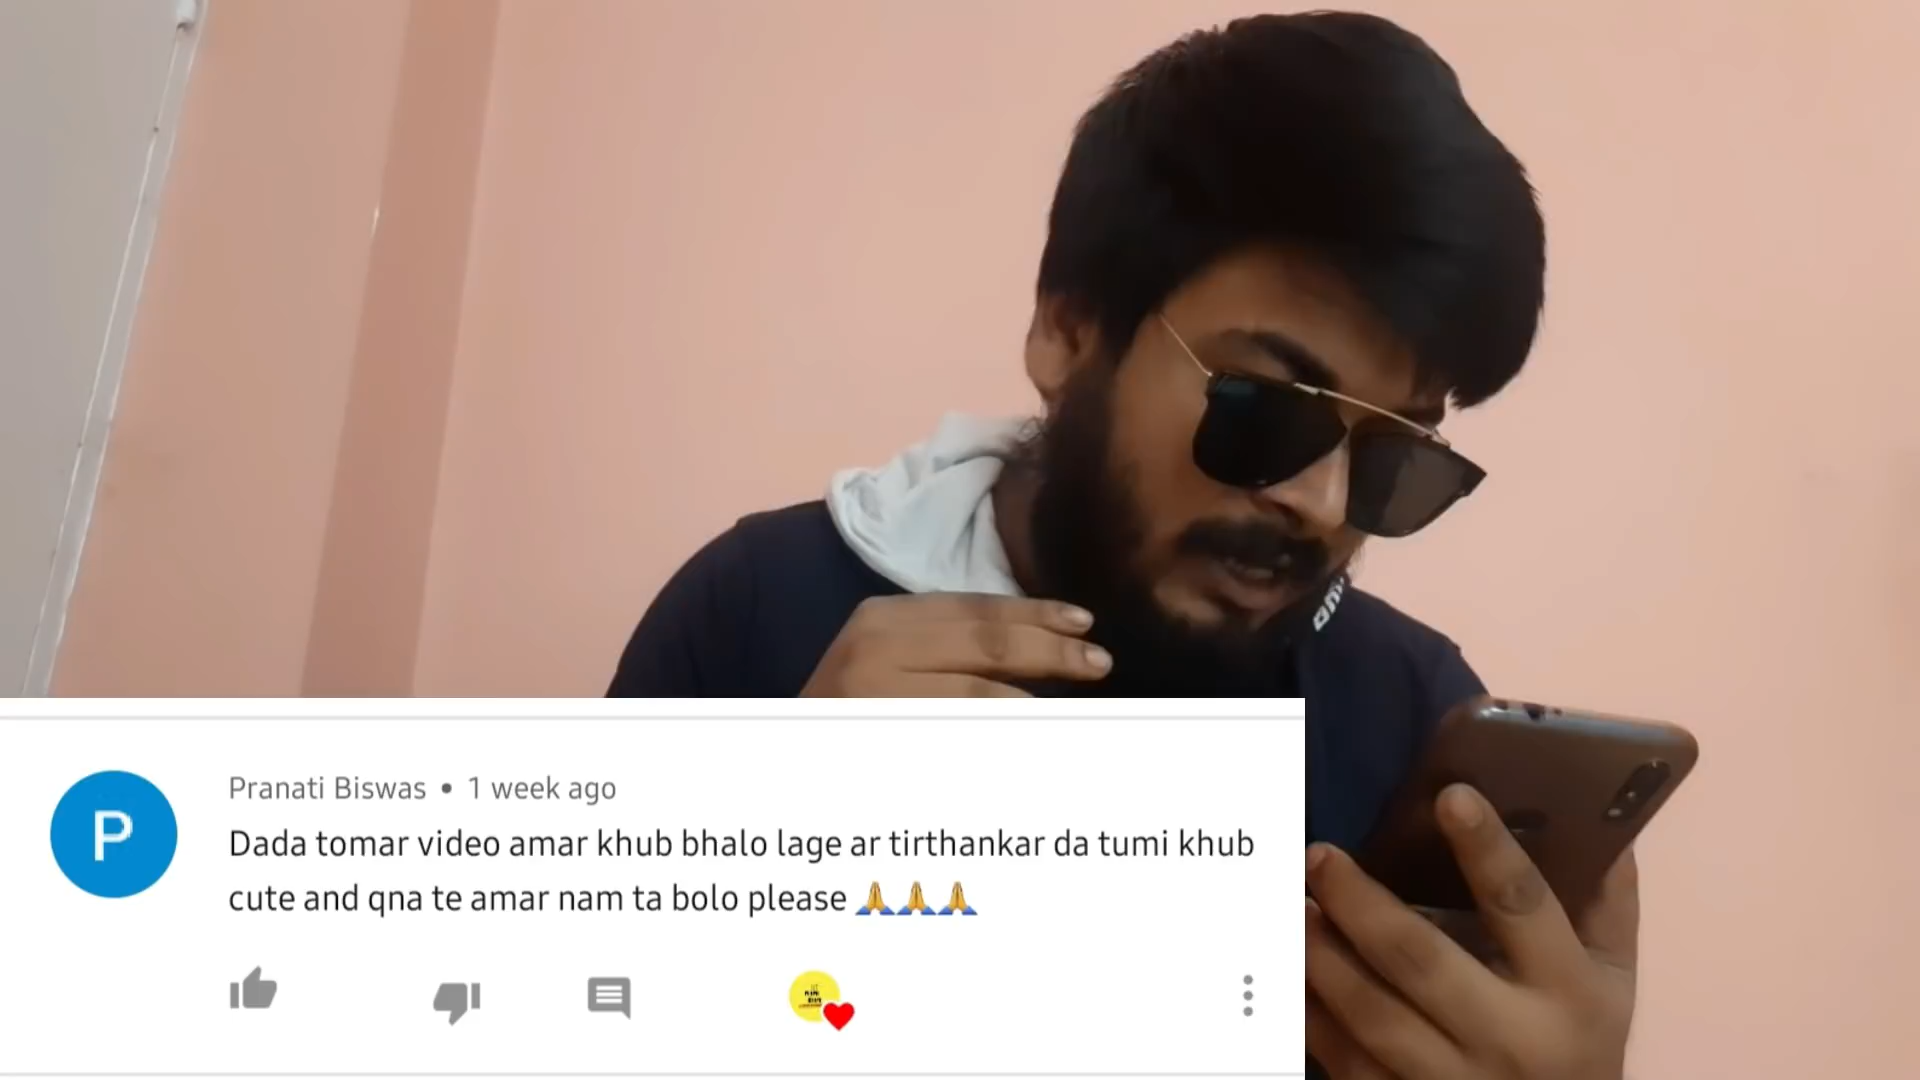 Pranati Biswas • 1 week ago
P
Dada tomar video amar khub bhalo lage ar tirthankar da tumi khub
cute and qna te amar nam ta bolo please 🙏🙏🙏